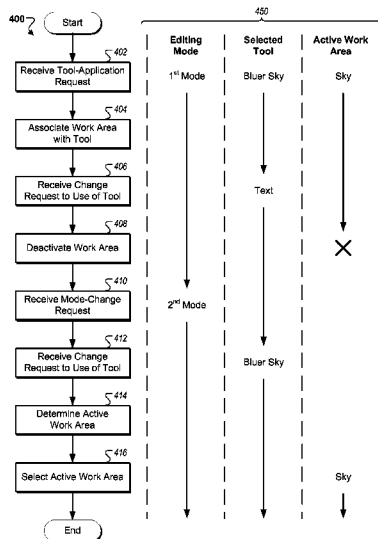 400
Start
450
Editing Mode
Selected Tool
Active Work Area
402
Receive Tool-Application
Request
1st Mode
Bluer Sky
Sky
404
Associate Work Area
with Tool
406
Receive Change
Request to Use of Tool
Text
408
Deactivate Work Area
410
Receive Mode-Change
Request
2nd Mode
412
Receive Change
Request to Use of Tool
Bluer Sky
414
Determine Active
Work Area
416
Select Active Work Area
Sky
End